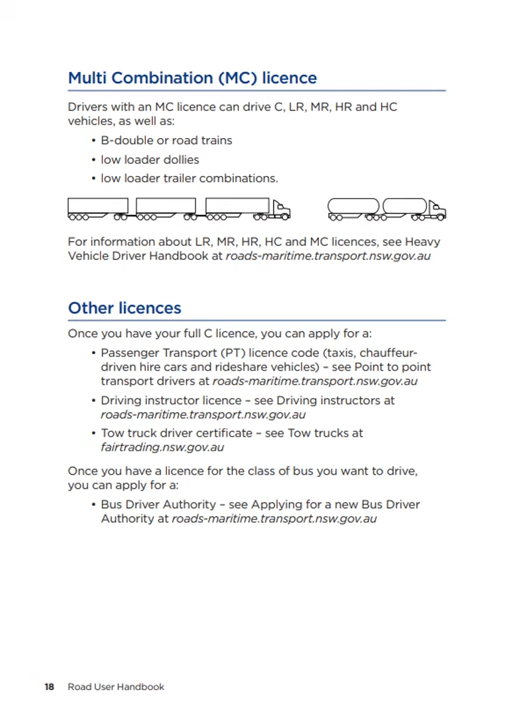 Multi Combination (MC) licence
Drivers with an MC licence can drive C, LR, MR, HR and HC
vehicles, as well as:
• B-double or road trains
• low loader dollies
• low loader trailer combinations.
For information about LR, MR, HR, HC and MC licences, see Heavy
Vehicle Driver Handbook at roads-maritime.transport.nsw.gov.au
Other licences
Once you have your full C licence, you can apply for a:
• Passenger Transport (PT) licence code (taxis, chauffeur-
driven hire cars and rideshare vehicles) – see Point to point
transport drivers at roads-maritime.transport.nsw.gov.au
• Driving instructor licence – see Driving instructors at
roads-maritime.transport.nsw.gov.au
• Tow truck driver certificate – see Tow trucks at
fairtrading.nsw.gov.au
Once you have a licence for the class of bus you want to drive,
you can apply for a:
• Bus Driver Authority – see Applying for a new Bus Driver
Authority at roads-maritime.transport.nsw.gov.au
18 Road User Handbook